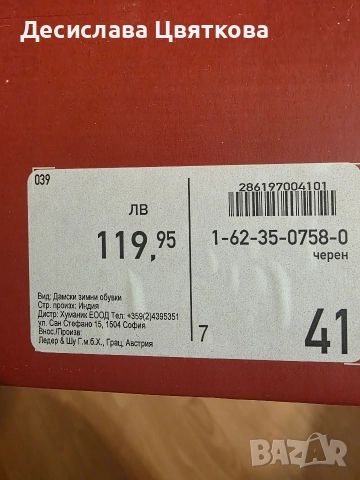 Десислава Цвяткова
039
286197004101
ЛВ
119,95
1-62-35-0758-0
черен
Вид: Дамски зимни обувки
Стр. произх: Индия
Дистр: Хуманик ЕООД Тел: +359(2)4395351
ул. Сан Стефано 15, 1504 София
Внос./Произв:
Ледер & Шу Г.м.б.Х., Грац, Австрия
7
41
BAZAR